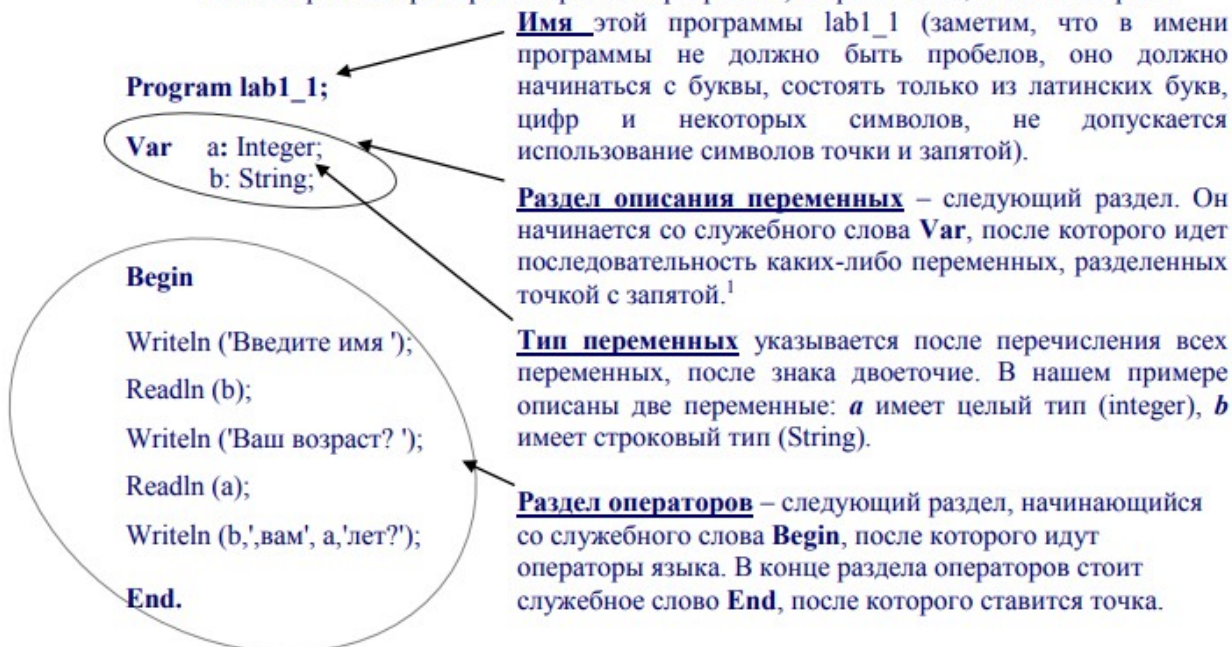 Имя этой программы lab1_1 (заметим, что в имени
программы не должно быть пробелов, оно должно
начинаться с буквы, состоять только из латинских букв,
цифр и некоторых символов, не допускается
использование символов точки и запятой).
Program lab1_1;
Var a: Integer;
b: String;
Раздел описания переменных – следующий раздел. Он
начинается со служебного слова Var, после которого идет
последовательность каких-либо переменных, разделенных
точкой с запятой.1
Тип переменных указывается после перечисления всех
переменных, после знака двоеточие. В нашем примере
описаны две переменные: a имеет целый тип (integer), b
имеет строковый тип (String).
Begin
Writeln ('Введите имя ');
Readln (b);
Writeln ('Ваш возраст? ');
Readln (a);
Writeln (b,',вам', a,'лет?');
End.
Раздел операторов – следующий раздел, начинающийся
со служебного слова Begin, после которого идут
операторы языка. В конце раздела операторов стоит
служебное слово End, после которого ставится точка.